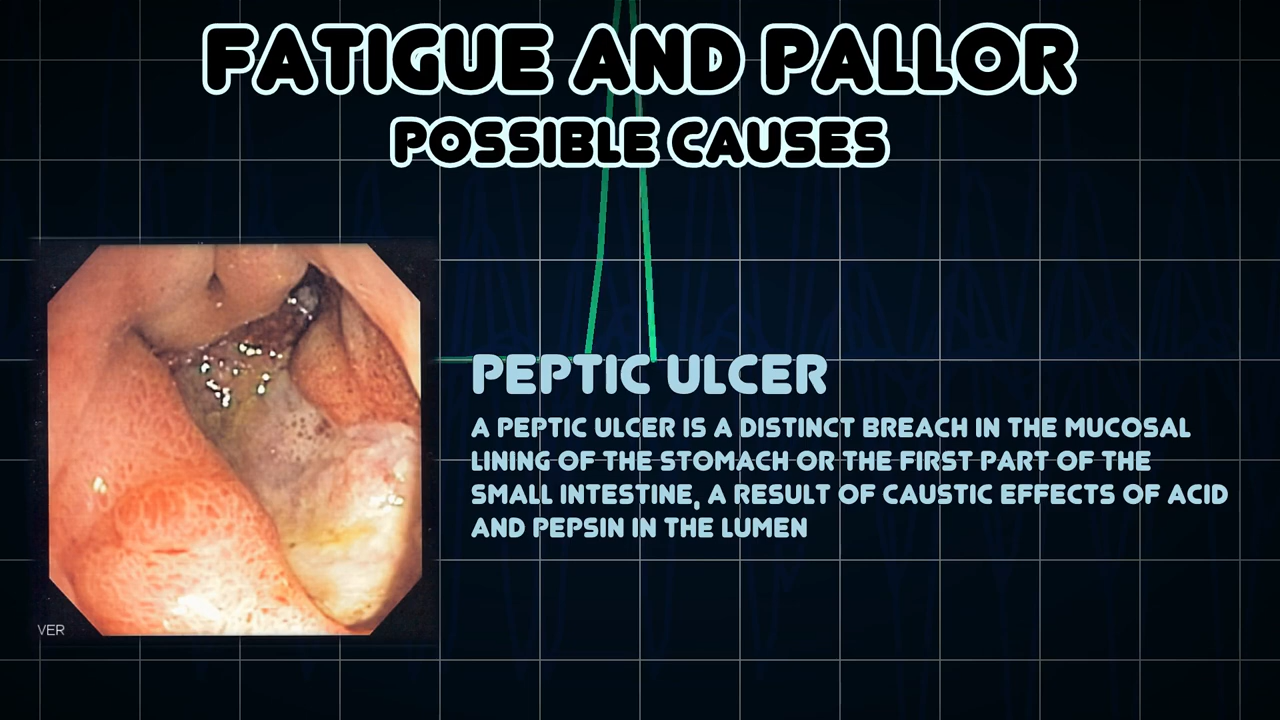 FATIGUE AND PALLOR
POSSIBLE CAUSES
PEPTIC ULCER
A PEPTIC ULCER IS A DISTINCT BREACH IN THE MUCOSAL
LINING OF THE STOMACH OR THE FIRST PART OF THE
SMALL INTESTINE, A RESULT OF CAUSTIC EFFECTS OF ACID
AND PEPSIN IN THE LUMEN
VER